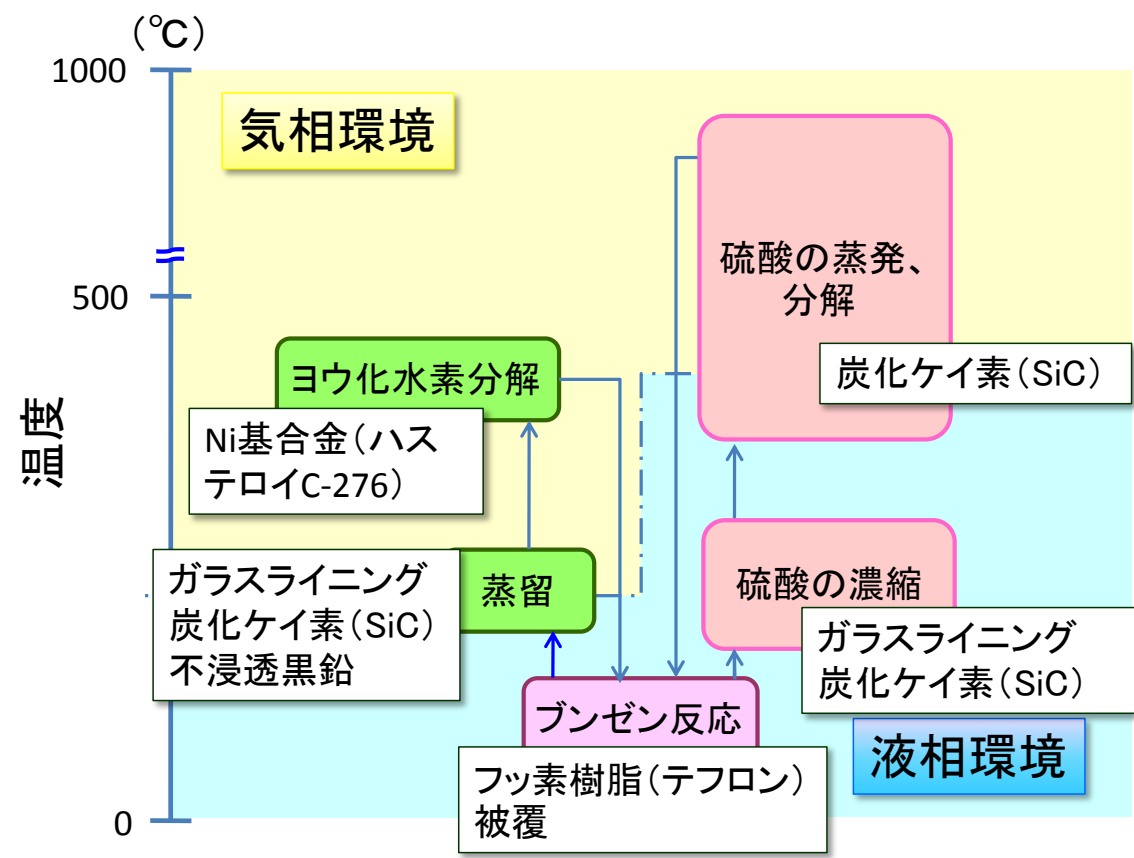 (℃)
1000
気相環境
硫酸の蒸発、
分解
500
炭化ケイ素(SiC)
ヨウ化水素分解
Ni基合金(ハス
テロイC-276)
温度
ガラスライニング
炭化ケイ素(SiC)
不浸透黒鉛
蒸留
硫酸の濃縮
ガラスライニング
炭化ケイ素(SiC)
ブンゼン反応
液相環境
フッ素樹脂(テフロン)
被覆
0